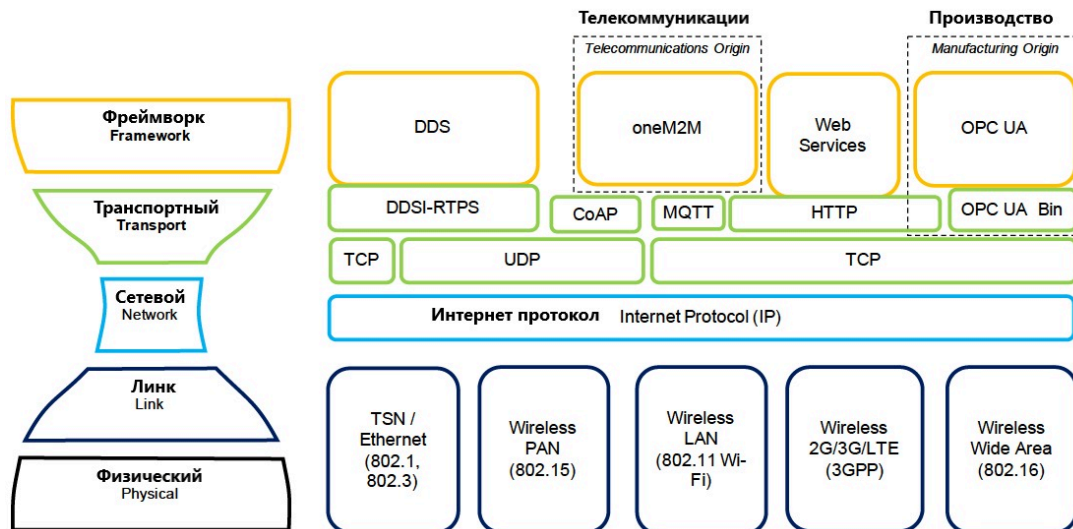 Телекоммуникации
Производство
Telecommunications Origin
Manufacturing Origin
Фреймворк
Framework
DDS
oneM2M
Web
Services
OPC UA
Транспортный
Transport
DDSI-RTPS
CoAP
MQTT
HTTP
OPC UA Bin
TCP
UDP
TCP
Сетевой
Network
Интернет протокол Internet Protocol (IP)
Линк
Link
TSN /
Ethernet
(802.1,
802.3)
Wireless
PAN
(802.15)
Wireless
LAN
(802.11 Wi-
Fi)
Wireless
2G/3G/LTE
(3GPP)
Wireless
Wide Area
(802.16)
Физический
Physical